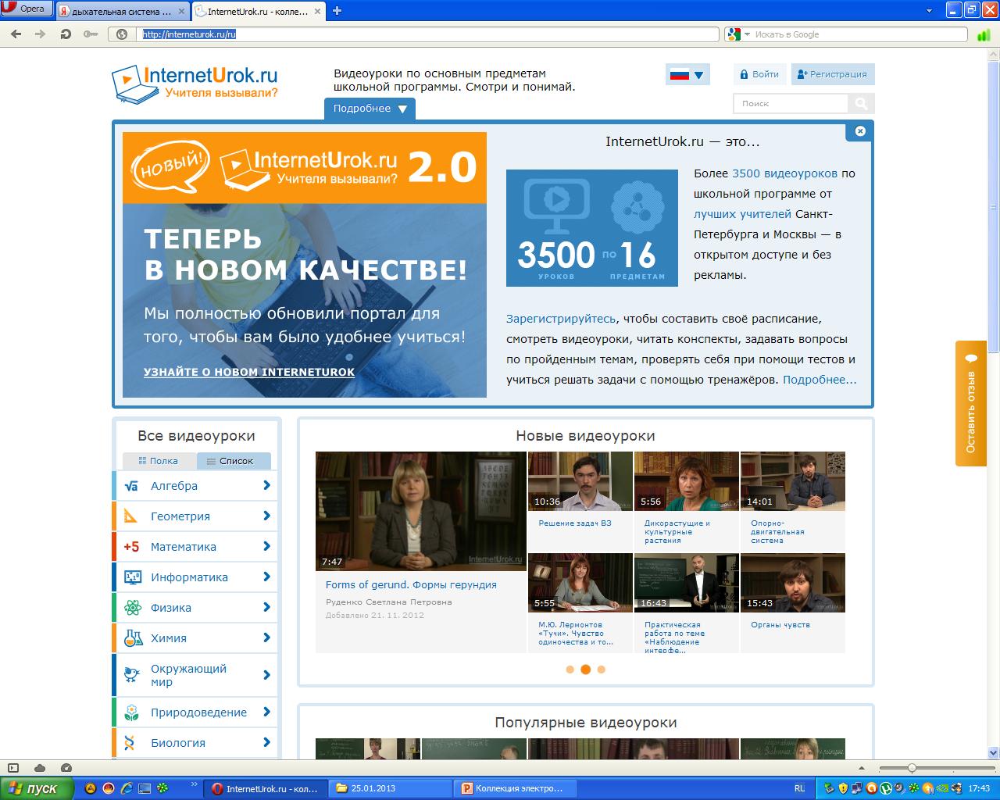 Opera
дыхательная система ...
InternetUrok.ru - колле...
http://interneturok.ru/ru
Искать в Google
InternetUrok.ru
Учителя вызывали?
Видеоуроки по основным предметам
школьной программы. Смотри и понимай.
Подробнее
Войти
Регистрация
Поиск
НОВЫЙ!
InternetUrok.ru
Учителя вызывали?
2.0
ТЕПЕРЬ
В НОВОМ КАЧЕСТВЕ!
Мы полностью обновили портал для
того, чтобы вам было удобнее учиться!
УЗНАЙТЕ О НОВОМ INTERNETUROK
InternetUrok.ru — это...
3500 по 16
УРОКОВ ПРЕДМЕТАМ
Более 3500 видеоуроков по
школьной программе от
лучших учителей Санкт-
Петербурга и Москвы — в
открытом доступе и без
рекламы.
Зарегистрируйтесь, чтобы составить своё расписание,
смотреть видеоуроки, читать конспекты, задавать вопросы
по пройденным темам, проверять себя при помощи тестов и
учиться решать задачи с помощью тренажёров. Подробнее...
Оставить отзыв
Все видеоуроки
Полка
Список
Алгебра
Геометрия
+5 Математика
Информатика
Физика
Химия
Окружающий
мир
Природоведение
Биология
Новые видеоуроки
7:47
InternetUrok.ru
Forms of gerund. Формы герундия
Руденко Светлана Петровна
Добавлено 21. 11. 2012
10:36
Решение задач В3
5:56
Дикорастущие и
культурные
растения
14:01
Опорно-
двигательная
система
5:55
М.Ю. Лермонтов
«Тучи». Чувство
одиночества и то...
16:43
Практическая
работа по теме
«Наблюдение
интерфе...
15:43
Органы чувств
Популярные видеоуроки
пуск
InternetUrok.ru - кол...
25.01.2013
Коллекция электро...
RU
17:43